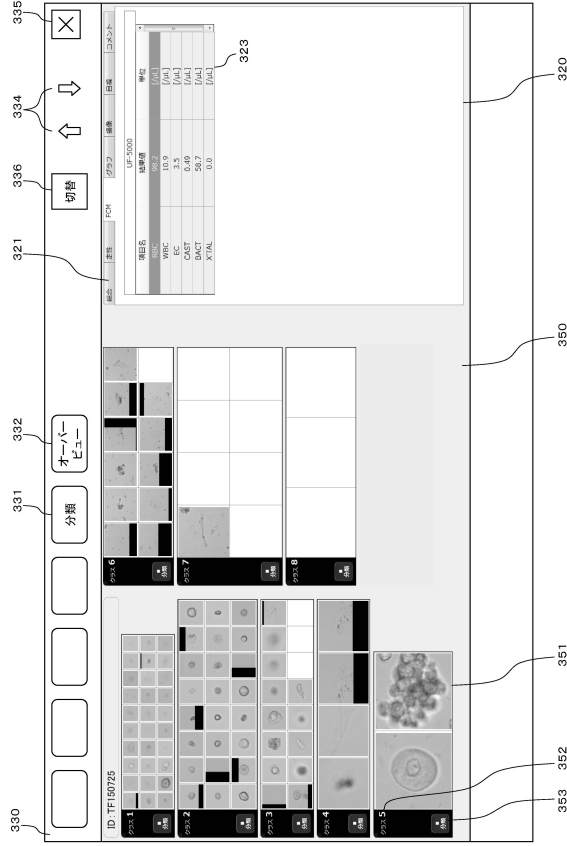 330
331
332
336
334
335
分類
オーバー
ビュー
切替
ID : TF150725
321
クラス 1
分類
クラス 2
分類
クラス 3
分類
クラス 4
分類
クラス 5
分類
クラス 6
分類
クラス 7
分類
クラス 8
分類
総合
定性
FCM
グラフ
画像
目視
コメント
UF-5000
項目名 結果値 単位
RBC 98.2 [/μL]
WBC 10.9 [/μL]
EC 3.5 [/μL]
CAST 0.49 [/μL]
BACT 58.7 [/μL]
X'TAL 0.0 [/μL]
323
353
352
351
350
320